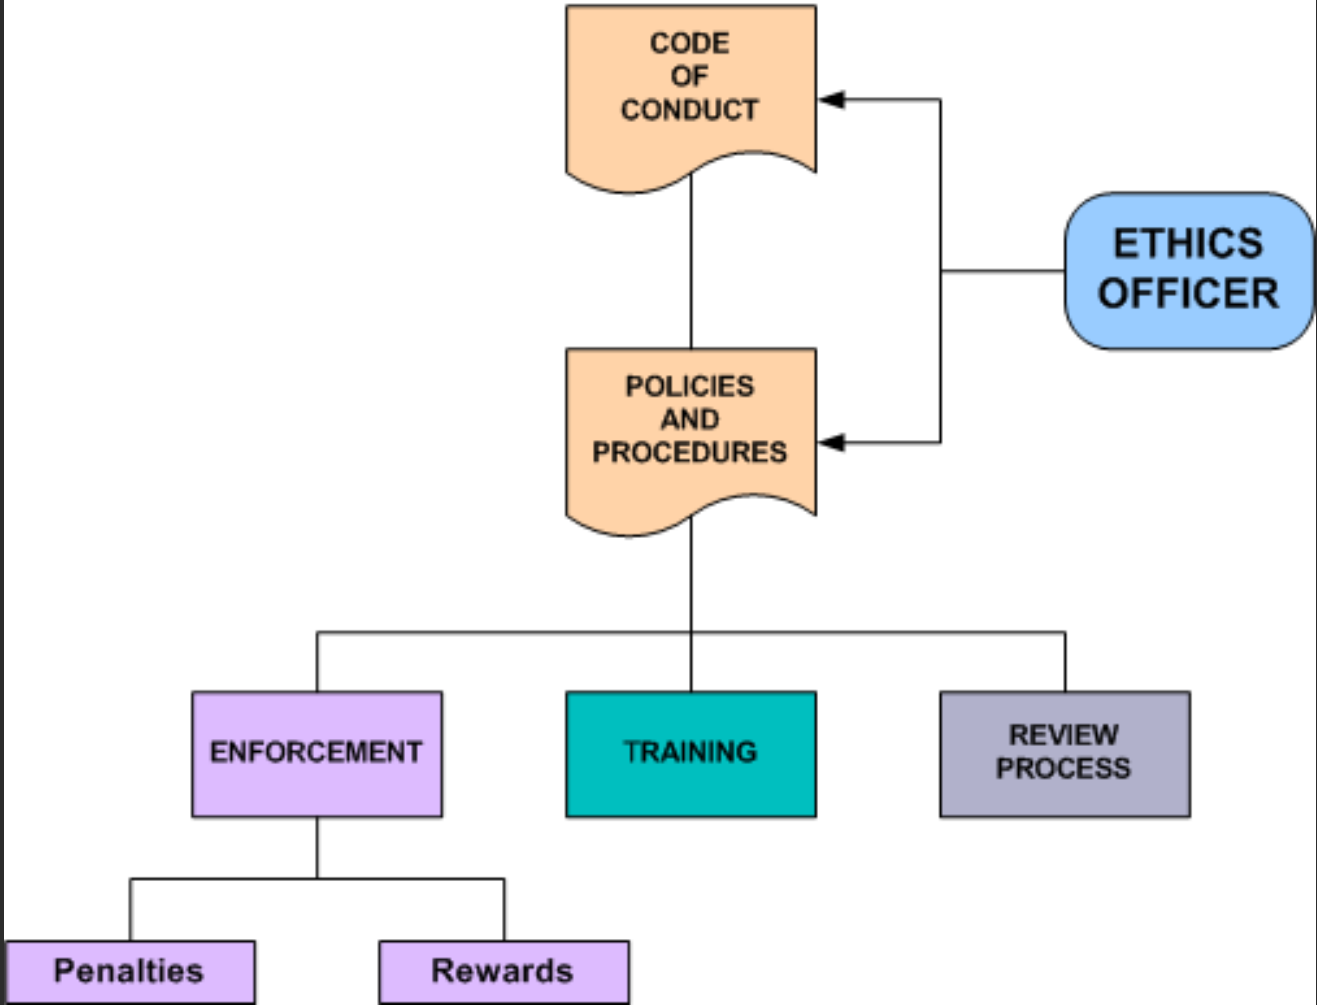 CODE
OF
CONDUCT
ETHICS
OFFICER
POLICIES
AND
PROCEDURES
ENFORCEMENT
TRAINING
REVIEW
PROCESS
Penalties
Rewards